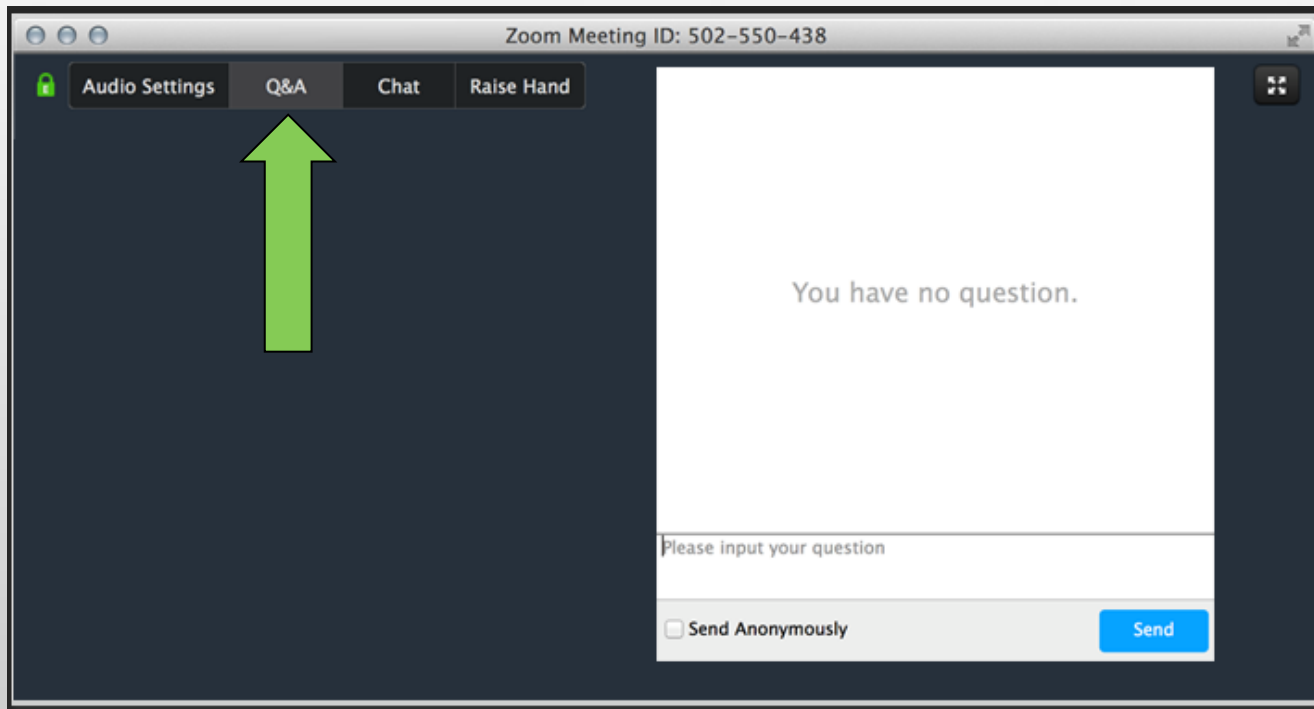 Zoom Meeting ID: 502-550-438
Audio Settings Q&A Chat Raise Hand
You have no question.
Please input your question
Send Anonymously Send